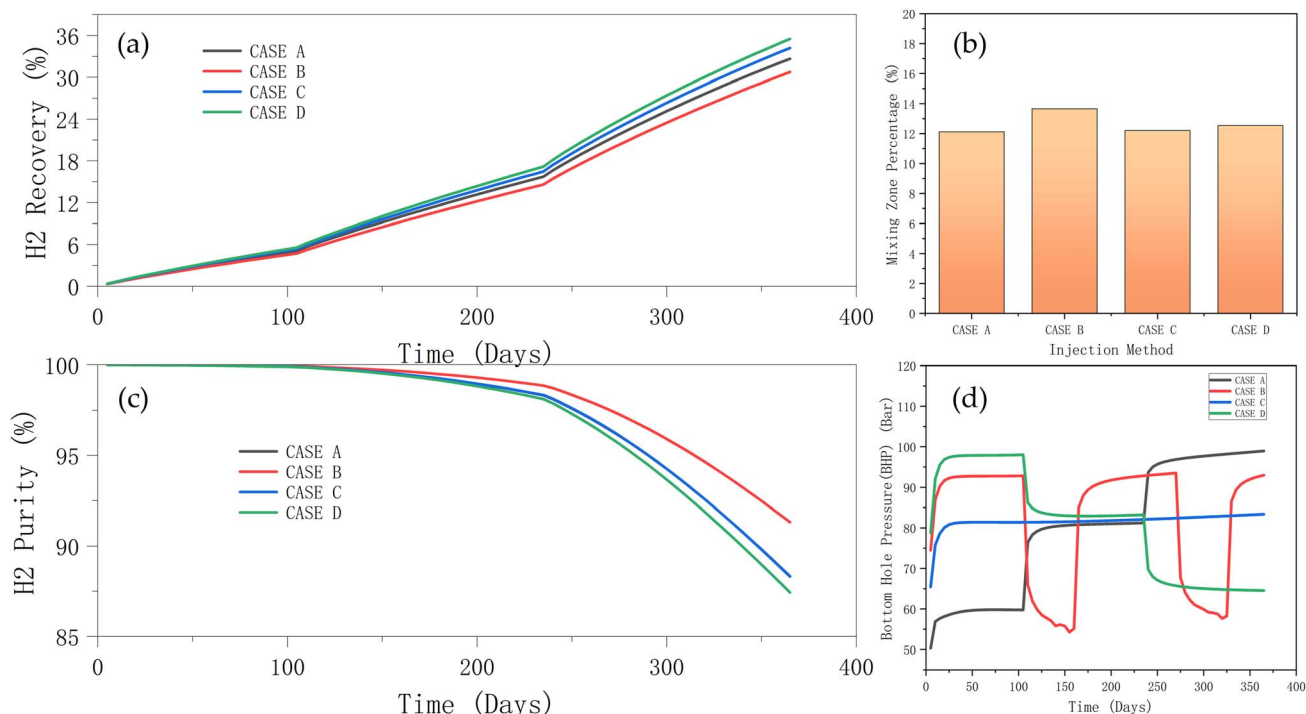 (a)
H2 Recovery (%)
36
30
24
18
12
6
0
CASE A
CASE B
CASE C
CASE D
0 100 200 300 400
Time (Days)
(b)
Mixing Zone Percentage (%)
20
18
16
14
12
10
8
6
4
2
0
CASE A CASE B CASE C CASE D
Injection Method
(c)
H2 Purity (%)
100
95
90
85
CASE A
CASE B
CASE C
CASE D
0 100 200 300 400
Time (Days)
(d)
Bottom Hole Pressure(BHP) (Bar)
120
110
100
90
80
70
60
50
CASE A
CASE B
CASE C
CASE D
0 50 100 150 200 250 300 350 400
Time (Days)